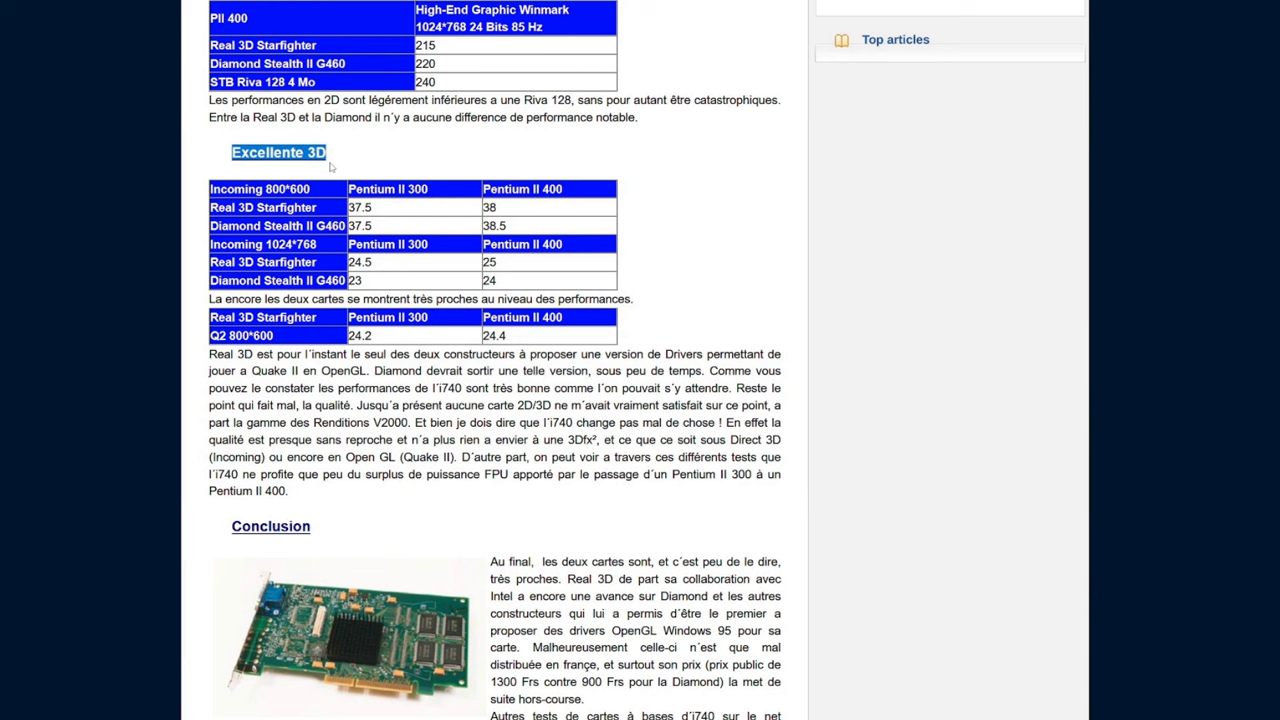 PII 400
High-End Graphic Winmark
1024*768 24 Bits 85 Hz
Real 3D Starfighter 215
Diamond Stealth II G460 220
STB Riva 128 4 Mo 240
Les performances en 2D sont légérement inférieures a une Riva 128, sans pour autant être catastrophiques.
Entre la Real 3D et la Diamond il n´y a aucune difference de performance notable.
Excellente 3D
Incoming 800*600 Pentium II 300 Pentium II 400
Real 3D Starfighter 37.5 38
Diamond Stealth II G460 37.5 38.5
Incoming 1024*768 Pentium II 300 Pentium II 400
Real 3D Starfighter 24.5 25
Diamond Stealth II G460 23 24
La encore les deux cartes se montrent très proches au niveau des performances.
Real 3D Starfighter Pentium II 300 Pentium II 400
Q2 800*600 24.2 24.4
Real 3D est pour l´instant le seul des deux constructeurs à proposer une version de Drivers permettant de
jouer a Quake II en OpenGL. Diamond devrait sortir une telle version, sous peu de temps. Comme vous
pouvez le constater les performances de l´i740 sont très bonne comme l´on pouvait s´y attendre. Reste le
point qui fait mal, la qualité. Jusqu´a présent aucune carte 2D/3D ne m´avait vraiment satisfait sur ce point, a
part la gamme des Renditions V2000. Et bien je dois dire que l´i740 change pas mal de chose ! En effet la
qualité est presque sans reproche et n´a plus rien a envier à une 3Dfx², et ce que ce soit sous Direct 3D
(Incoming) ou encore en Open GL (Quake II). D´autre part, on peut voir a travers ces différents tests que
l´i740 ne profite que peu du surplus de puissance FPU apporté par le passage d´un Pentium II 300 à un
Pentium II 400.
Conclusion
Au final, les deux cartes sont, et c´est peu de le dire,
très proches. Real 3D de part sa collaboration avec
Intel a encore une avance sur Diamond et les autres
constructeurs qui lui a permis d´être le premier a
proposer des drivers OpenGL Windows 95 pour sa
carte. Malheureusement celle-ci n´est que mal
distribuée en françe, et surtout son prix (prix public de
1300 Frs contre 900 Frs pour la Diamond) la met de
suite hors-course.
Autres tests de cartes à bases d´i740 sur le net
Top articles